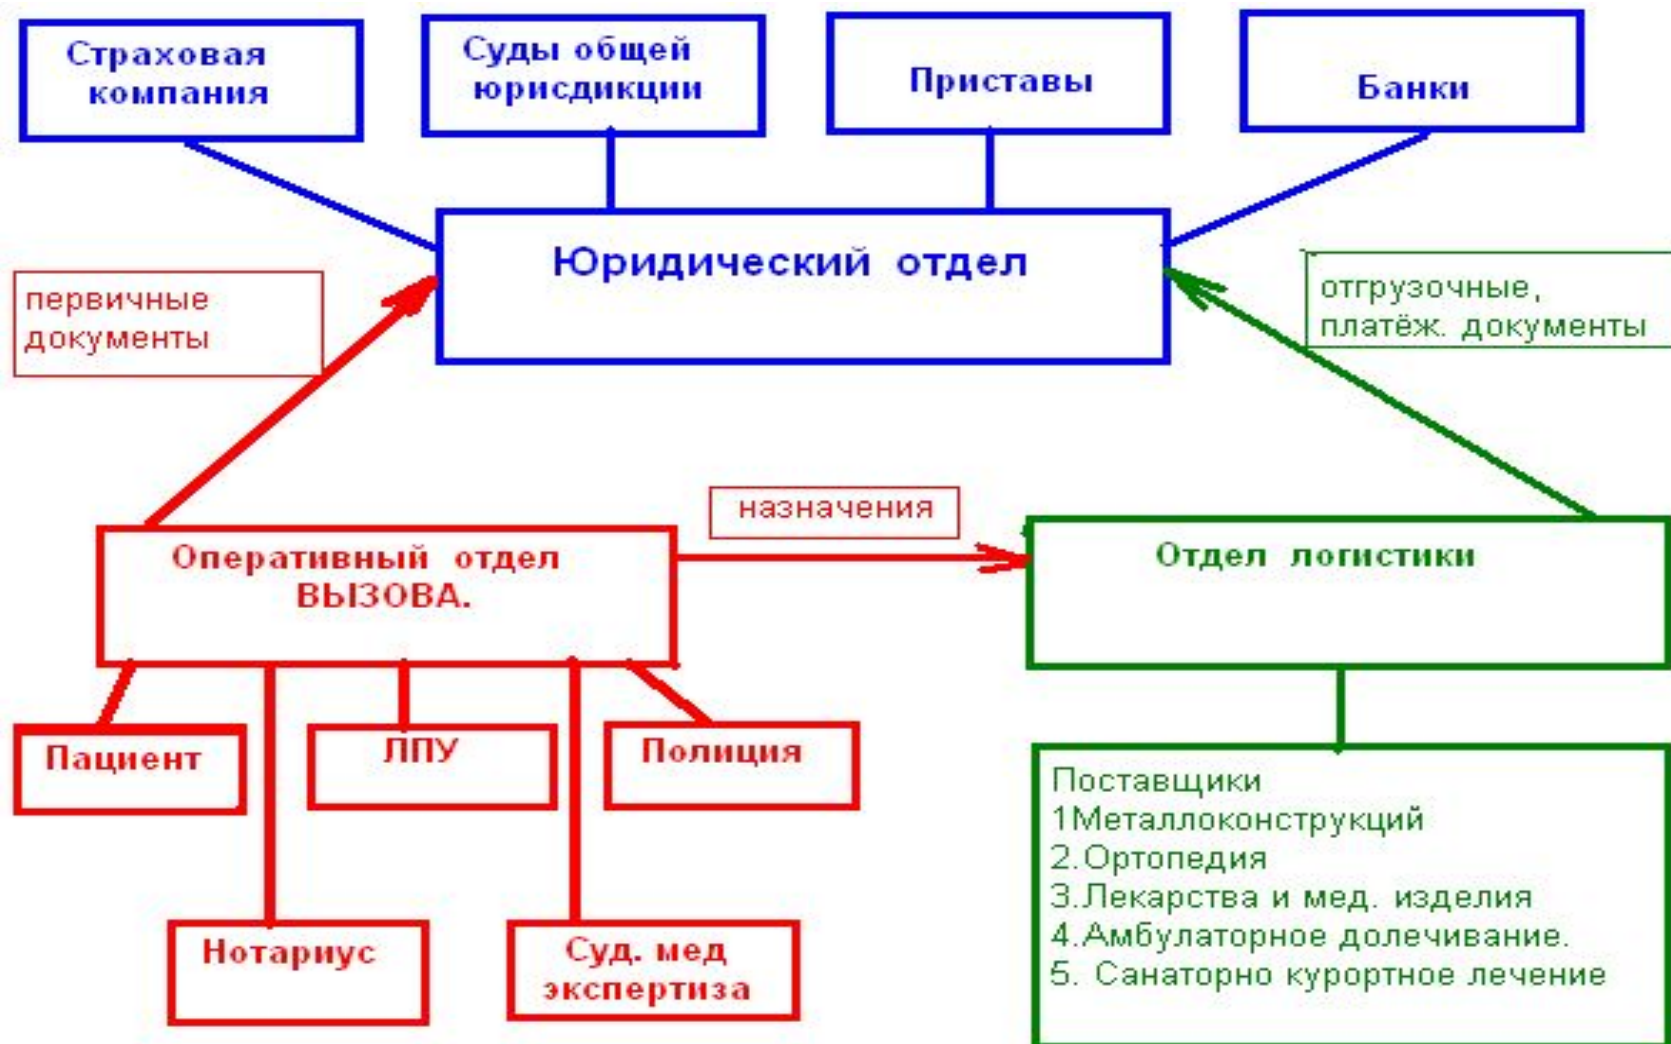 Страховая
компания
Суды общей
юрисдикции
Приставы
Банки
Юридический отдел
первичные
документы
отгрузочные,
платёж. документы
назначения
Оперативный отдел
ВЫЗОВА.
Отдел логистики
Пациент
ЛПУ
Полиция
Нотариус
Суд. мед
экспертиза
Поставщики
1Металлоконструкций
2.Ортопедия
3.Лекарства и мед. изделия
4.Амбулаторное долечивание.
5. Санаторно курортное лечение